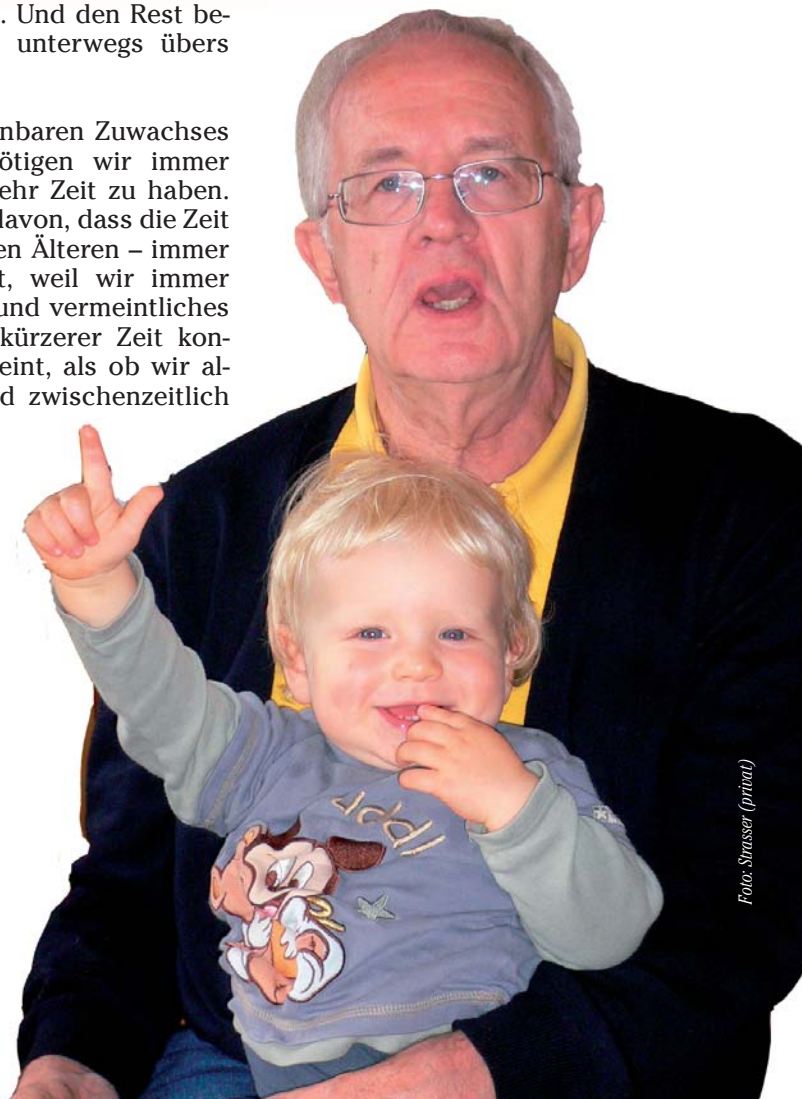 . Und den Rest be-
unterwegs übers
nbaren Zuwachses
ötigen wir immer
ehr Zeit zu haben.
lavon, dass die Zeit
en Älteren – immer
t, weil wir immer
und vermeintliches
kürzerer Zeit kon-
eint, als ob wir al-
d zwischenzeitlich
Foto: Strasser (privat)